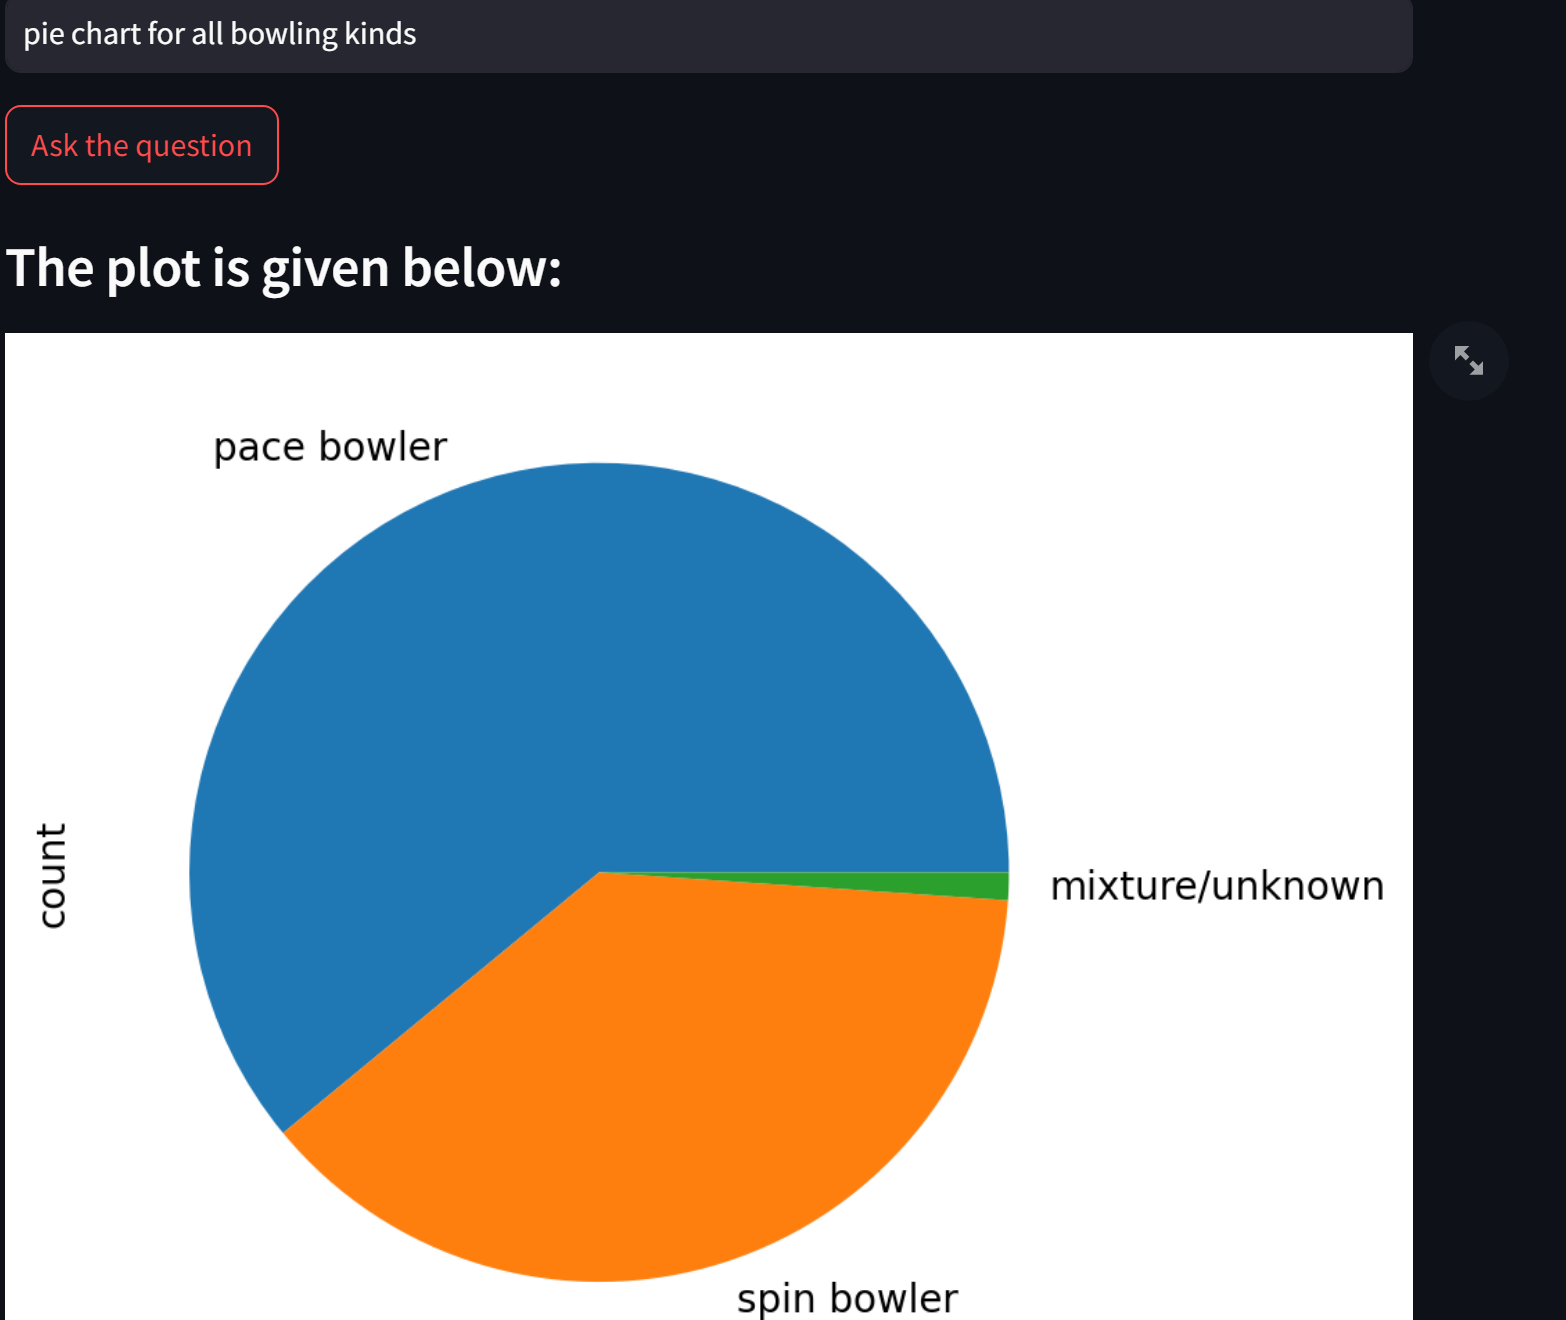 pie chart for all bowling kinds
Ask the question
The plot is given below:
pace bowler
count
mixture/unknown
spin bowler